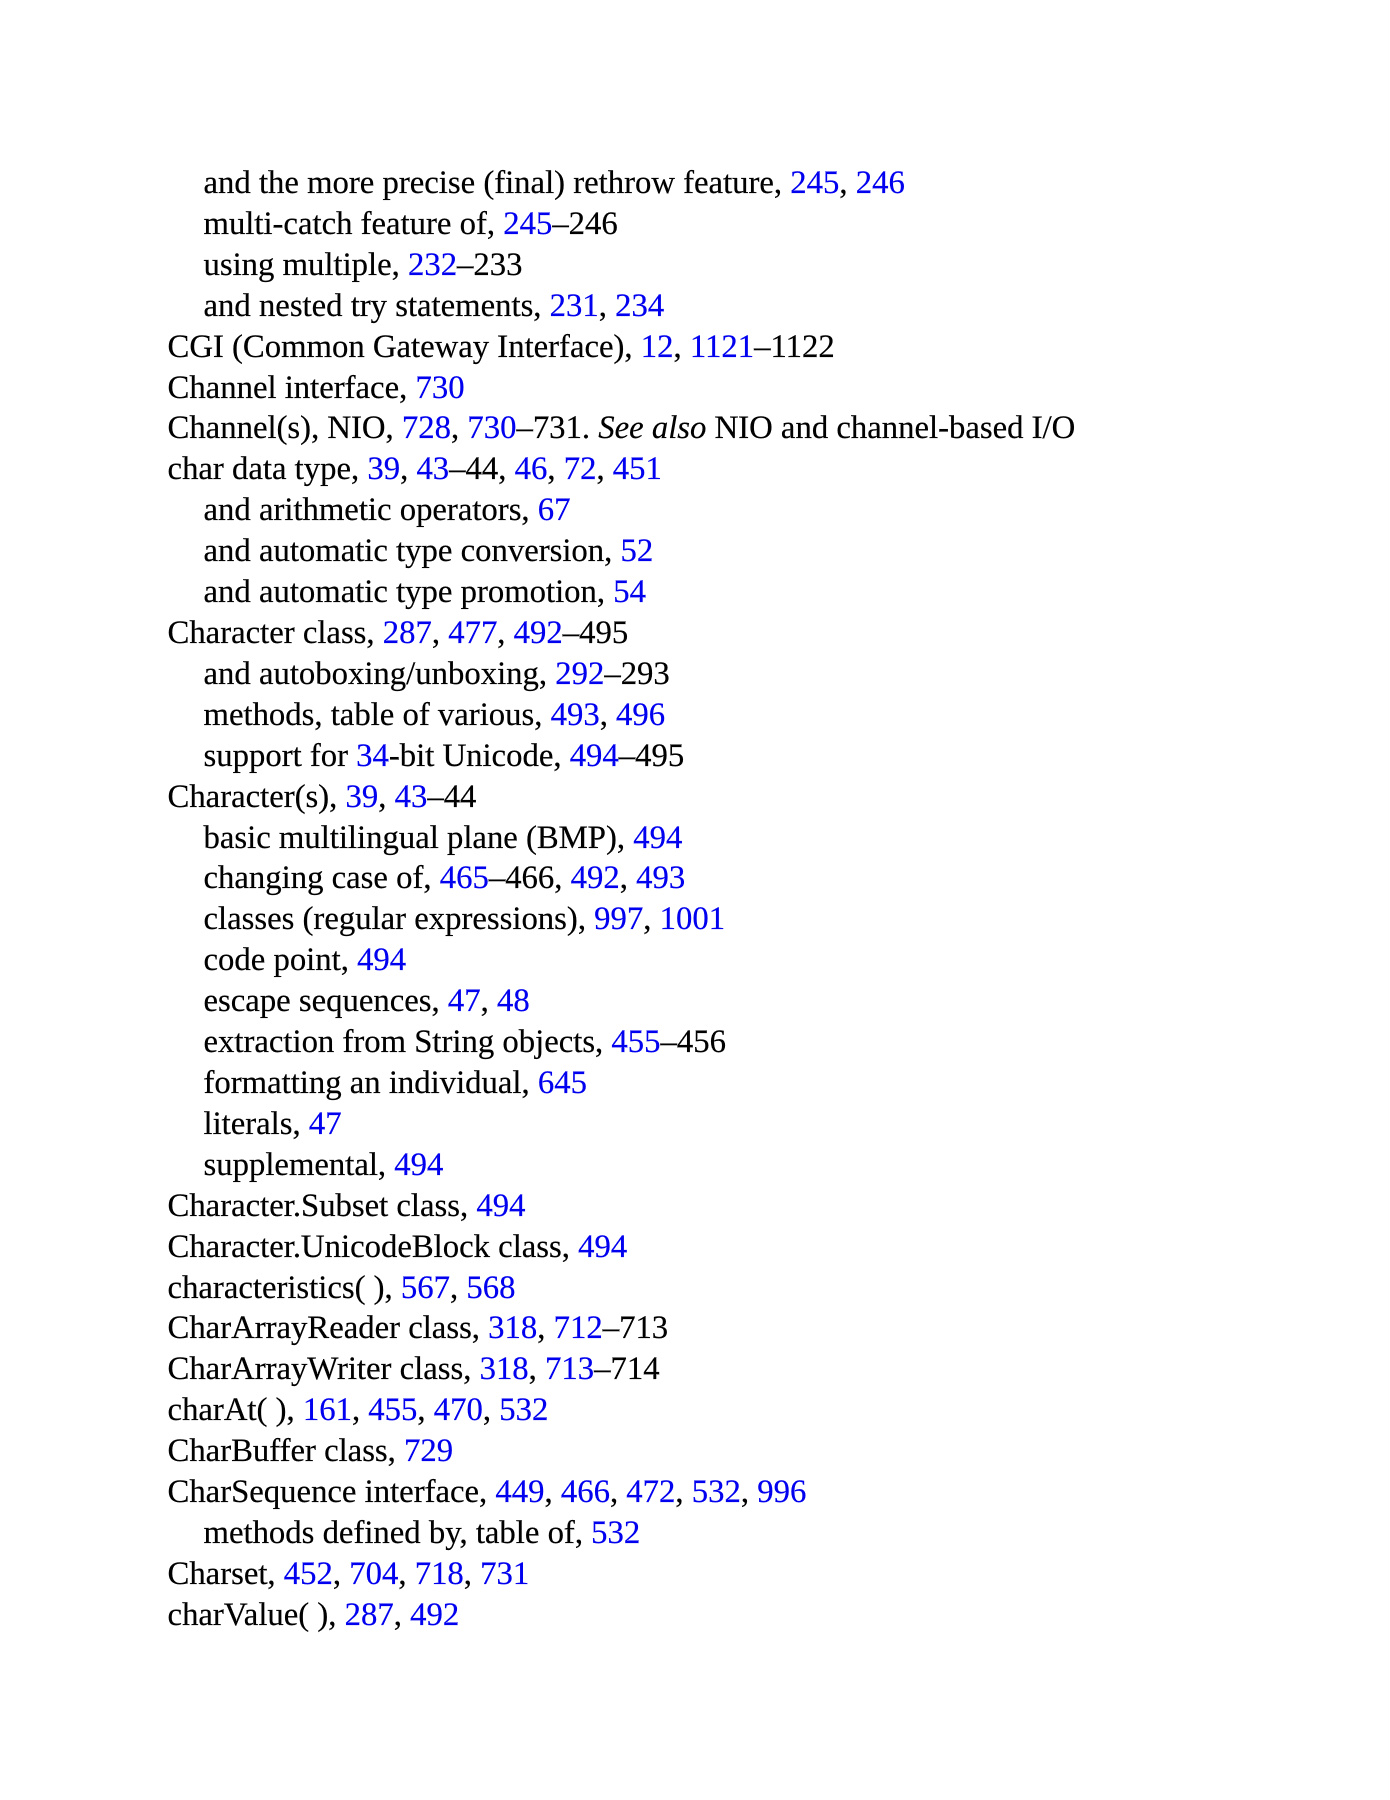 and the more precise (final) rethrow feature, 245, 246
multi-catch feature of, 245–246
using multiple, 232–233
and nested try statements, 231, 234
CGI (Common Gateway Interface), 12, 1121–1122
Channel interface, 730
Channel(s), NIO, 728, 730–731. See also NIO and channel-based I/O
char data type, 39, 43–44, 46, 72, 451
and arithmetic operators, 67
and automatic type conversion, 52
and automatic type promotion, 54
Character class, 287, 477, 492–495
and autoboxing/unboxing, 292–293
methods, table of various, 493, 496
support for 34-bit Unicode, 494–495
Character(s), 39, 43–44
basic multilingual plane (BMP), 494
changing case of, 465–466, 492, 493
classes (regular expressions), 997, 1001
code point, 494
escape sequences, 47, 48
extraction from String objects, 455–456
formatting an individual, 645
literals, 47
supplemental, 494
Character.Subset class, 494
Character.UnicodeBlock class, 494
characteristics( ), 567, 568
CharArrayReader class, 318, 712–713
CharArrayWriter class, 318, 713–714
charAt( ), 161, 455, 470, 532
CharBuffer class, 729
CharSequence interface, 449, 466, 472, 532, 996
methods defined by, table of, 532
Charset, 452, 704, 718, 731
charValue( ), 287, 492